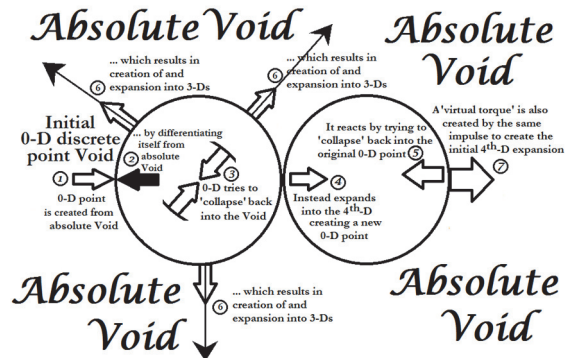 Absolute Void
Absolute
Void
6
... which results in
creation of and
expansion into 3-Ds
6
... which results in
creation of and
expansion into 3-Ds
Initial
0-D discrete
point Void
1
0-D point
is created from
absolute Void
... by differentiating
itself from
absolute
Void
2
3
0-D tries to
'collapse' back
into the Void
4
Instead expands
into the 4th-D
creating a new
0-D point
It reacts by trying to
'collapse' back into the
original 0-D point
5
A 'virtual torque' is also
created by the same
impulse to create the
initial 4th-D expansion
7
Absolute
Void
6
... which results in
creation of and
expansion into 3-Ds
Absolute
Void